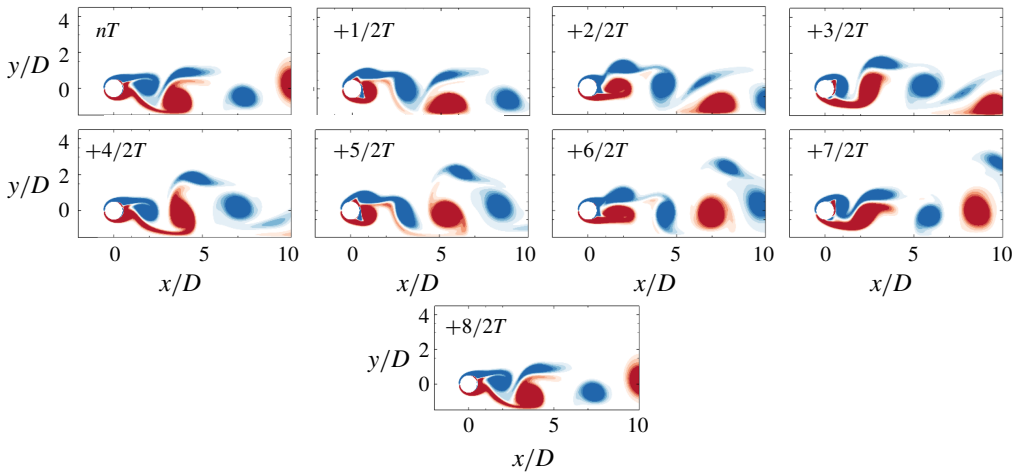 nT
+1/2T
+2/2T
+3/2T
y/D
4
2
0
+4/2T
+5/2T
+6/2T
+7/2T
y/D
4
2
0
0 5 10 0 5 10 0 5 10 0 5 10
x/D x/D x/D x/D
+8/2T
y/D
4
2
0
0 5 10
x/D